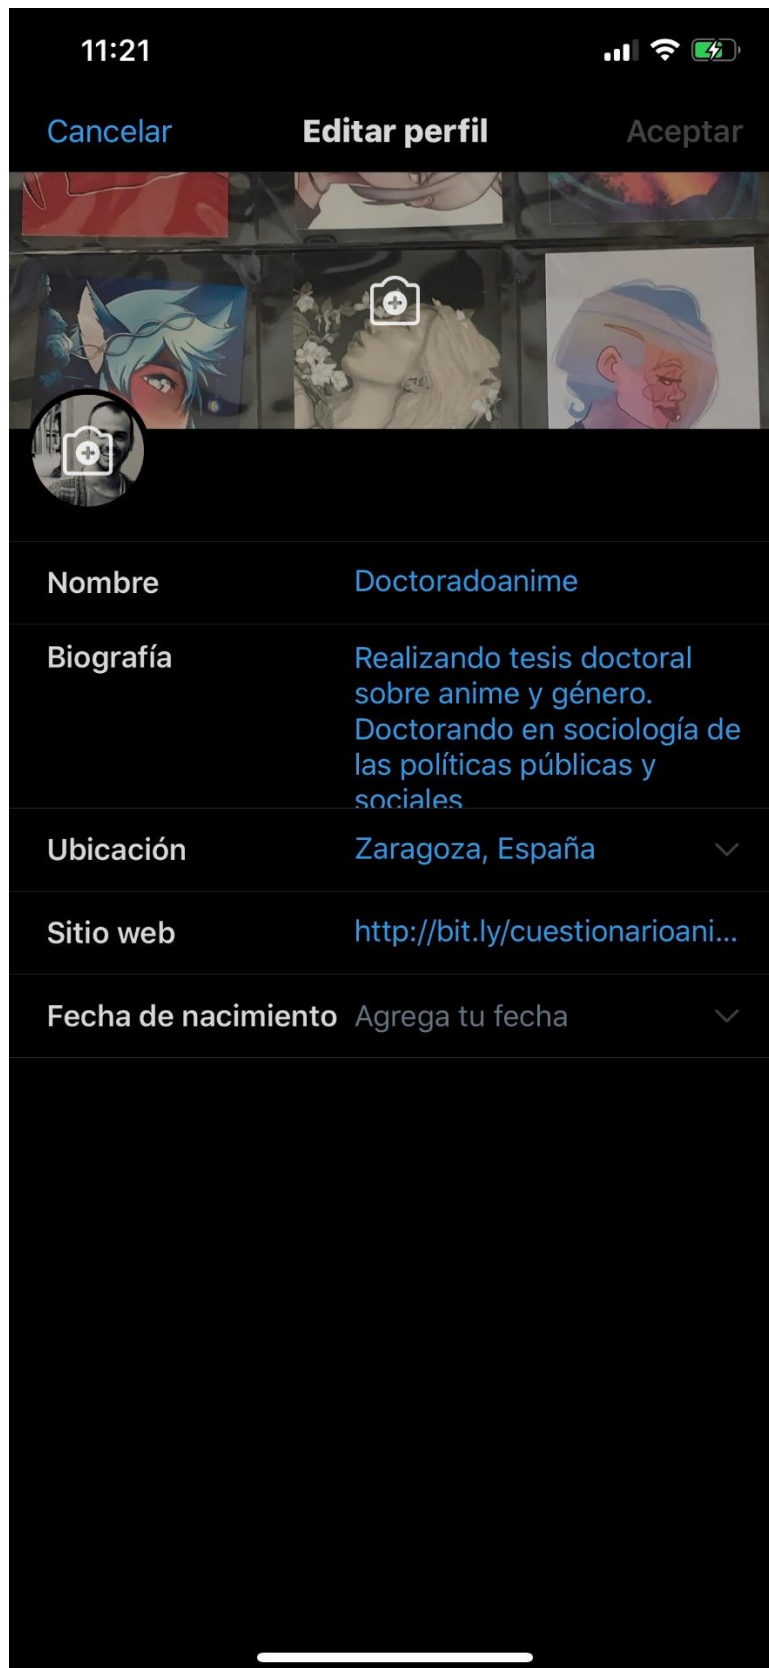 11:21
Cancelar
Editar perfil
Aceptar
Nombre
Doctoradoanime
Biografía
Realizando tesis doctoral
sobre anime y género.
Doctorando en sociología de
las políticas públicas y
sociales
Ubicación
Zaragoza, España
Sitio web
http://bit.ly/cuestionarioani...
Fecha de nacimiento
Agrega tu fecha